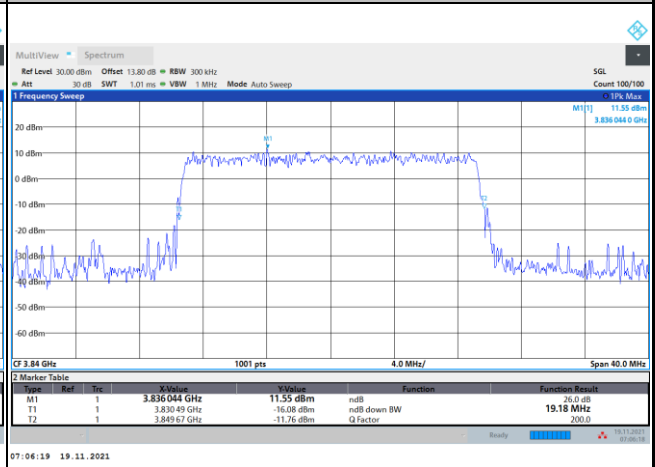 MultiView Spectrum
Ref Level 30.00 dBm Offset 13.80 dB RBW 300 kHz SGL
Att 30 dB SWT 1.01 ms VBW 1 MHz Mode Auto Sweep Count 100/100
1 Frequency Sweep 1Pk Max
M1[1] 11.55 dBm
3.836 044 0 GHz
20 dBm
M1
10 dBm
0 dBm
-10 dBm
-20 dBm
-30 dBm
-40 dBm
-50 dBm
-60 dBm
CF 3.84 GHz 1001 pts 4.0 MHz/ Span 40.0 MHz
2 Marker Table
Type Ref Trc X-Value Y-Value Function Function Result
M1 1 3.836 044 GHz 11.55 dBm ndB 26.0 dB
T1 1 3.830 49 GHz -16.08 dBm ndB down BW 19.18 MHz
T2 1 3.849 67 GHz -11.76 dBm Q Factor 200.0
Ready 19.11.2021
07:06:18
07:06:19 19.11.2021